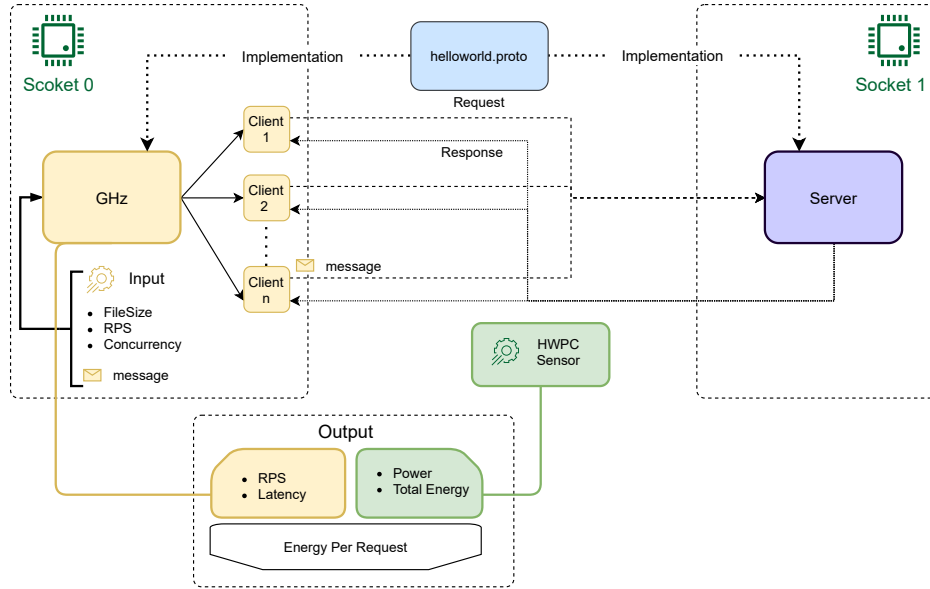 Scoket 0
Implementation
helloworld.proto
Implementation
Socket 1
Request
Client
1
Response
GHz
Client
2
Server
message
Client
n
Input
FileSize
RPS
Concurrency
message
HWPC
Sensor
Output
RPS
Latency
Power
Total Energy
Energy Per Request